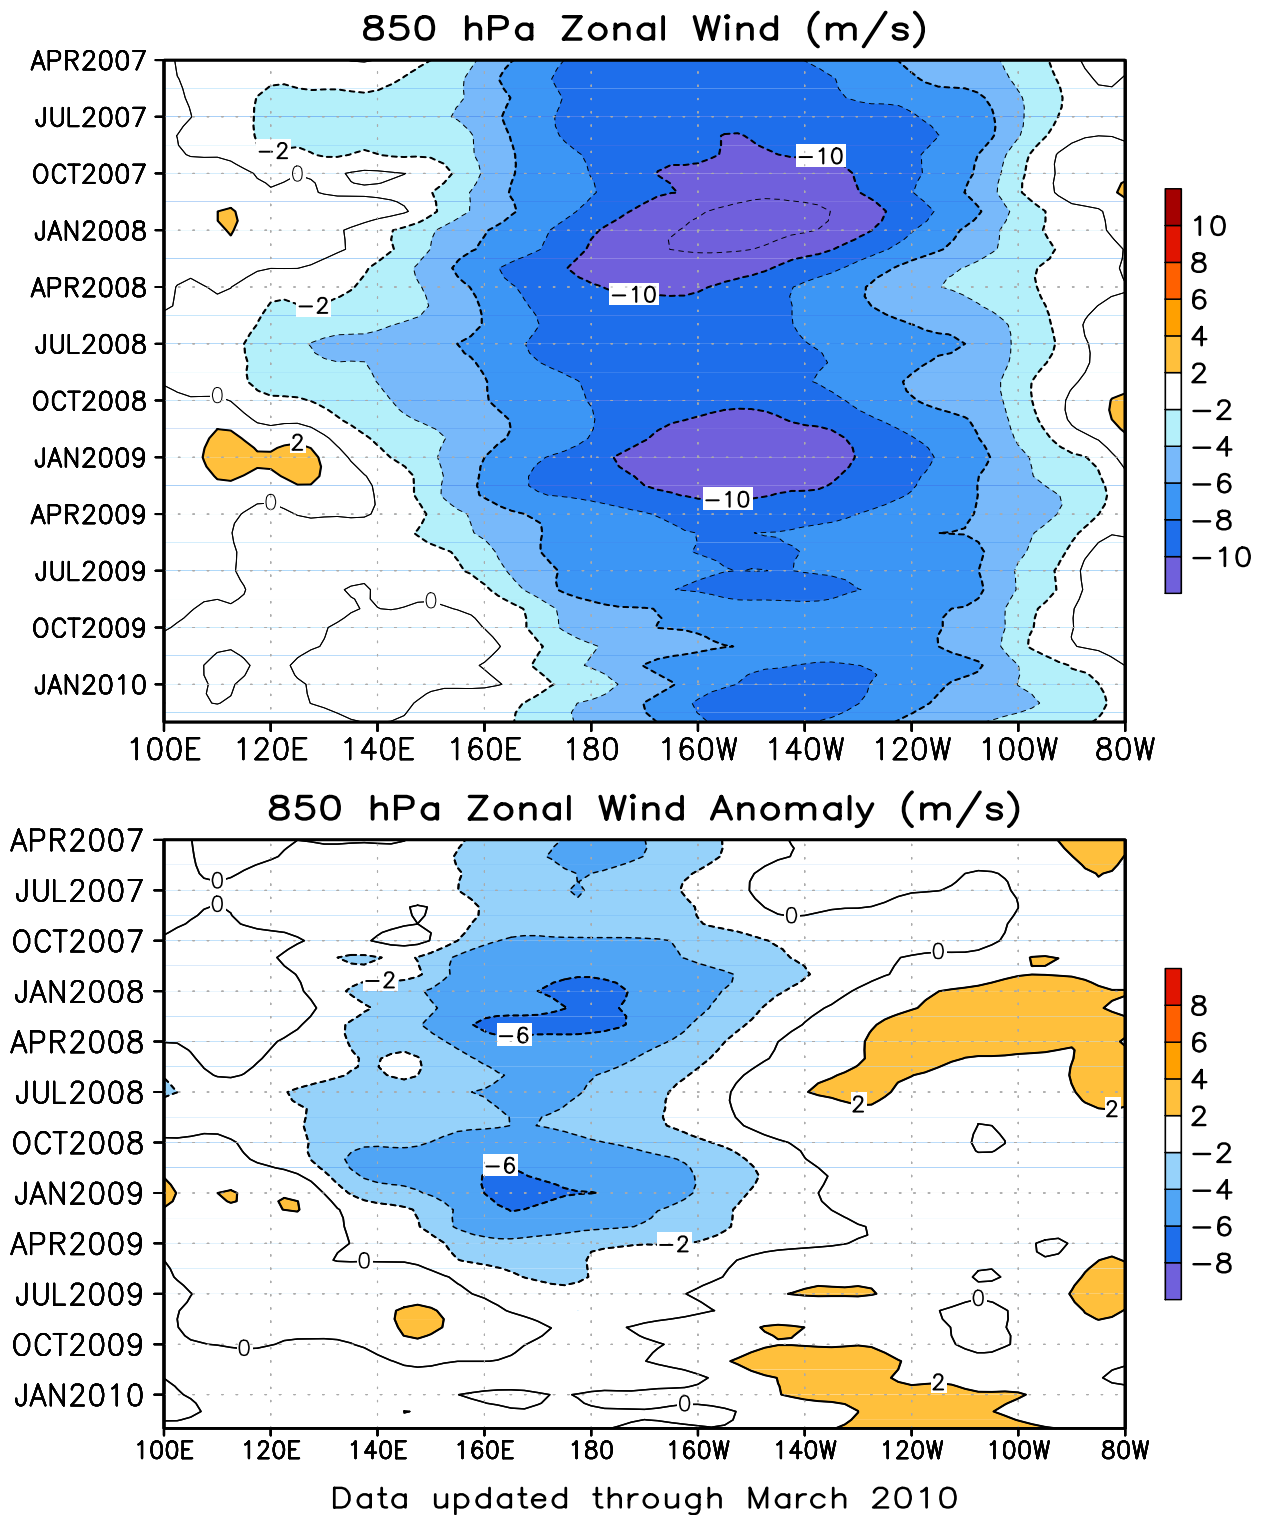 850 hPa Zonal Wind (m/s)
APR2007
JUL2007
OCT2007
JAN2008
APR2008
JUL2008
OCT2008
JAN2009
APR2009
JUL2009
OCT2009
JAN2010
−2
0
−10
−10
−2
0
2
0
−10
0
100E 120E 140E 160E 180 160W 140W 120W 100W 80W
10
8
6
4
2
−2
−4
−6
−8
−10
850 hPa Zonal Wind Anomaly (m/s)
APR2007
JUL2007
OCT2007
JAN2008
APR2008
JUL2008
OCT2008
JAN2009
APR2009
JUL2009
OCT2009
JAN2010
0
0
0
0
−2
−6
2
2
−6
−2
0
0
0
2
0
100E 120E 140E 160E 180 160W 140W 120W 100W 80W
8
6
4
2
−2
−4
−6
−8
Data updated through March 2010